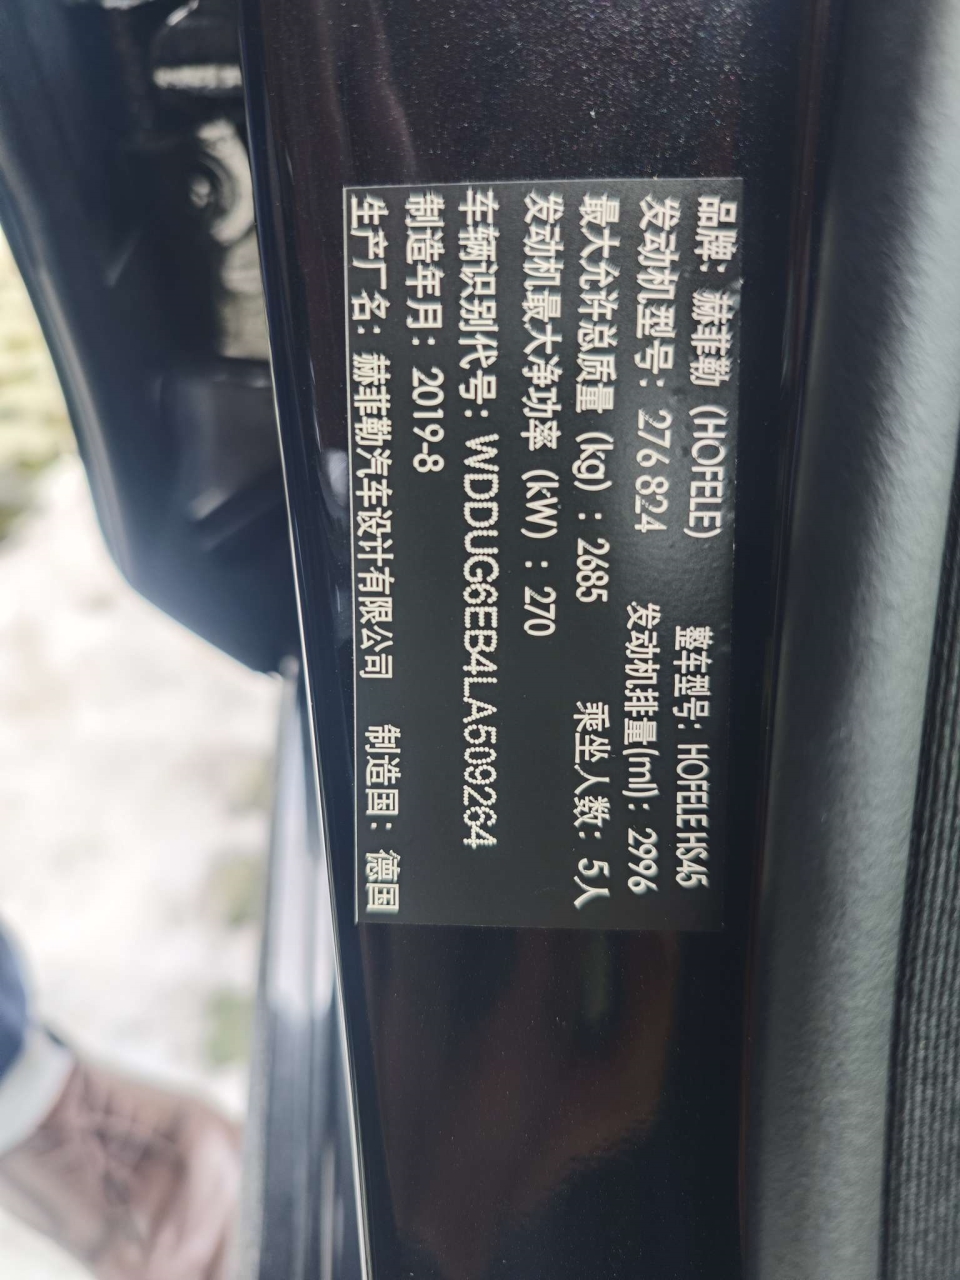 品牌：赫菲勒（HOFELE） 整车型号：HOFELE HS45
发动机型号：276 824 发动机排量(ml)：2996
最大允许总质量（kg）：2685 乘坐人数：5人
发动机最大净功率（kW）：270
车辆识别代号：WDDUG6EB4LA509264
制造年月：2019-8
生产厂名：赫菲勒汽车设计有限公司 制造国：德国